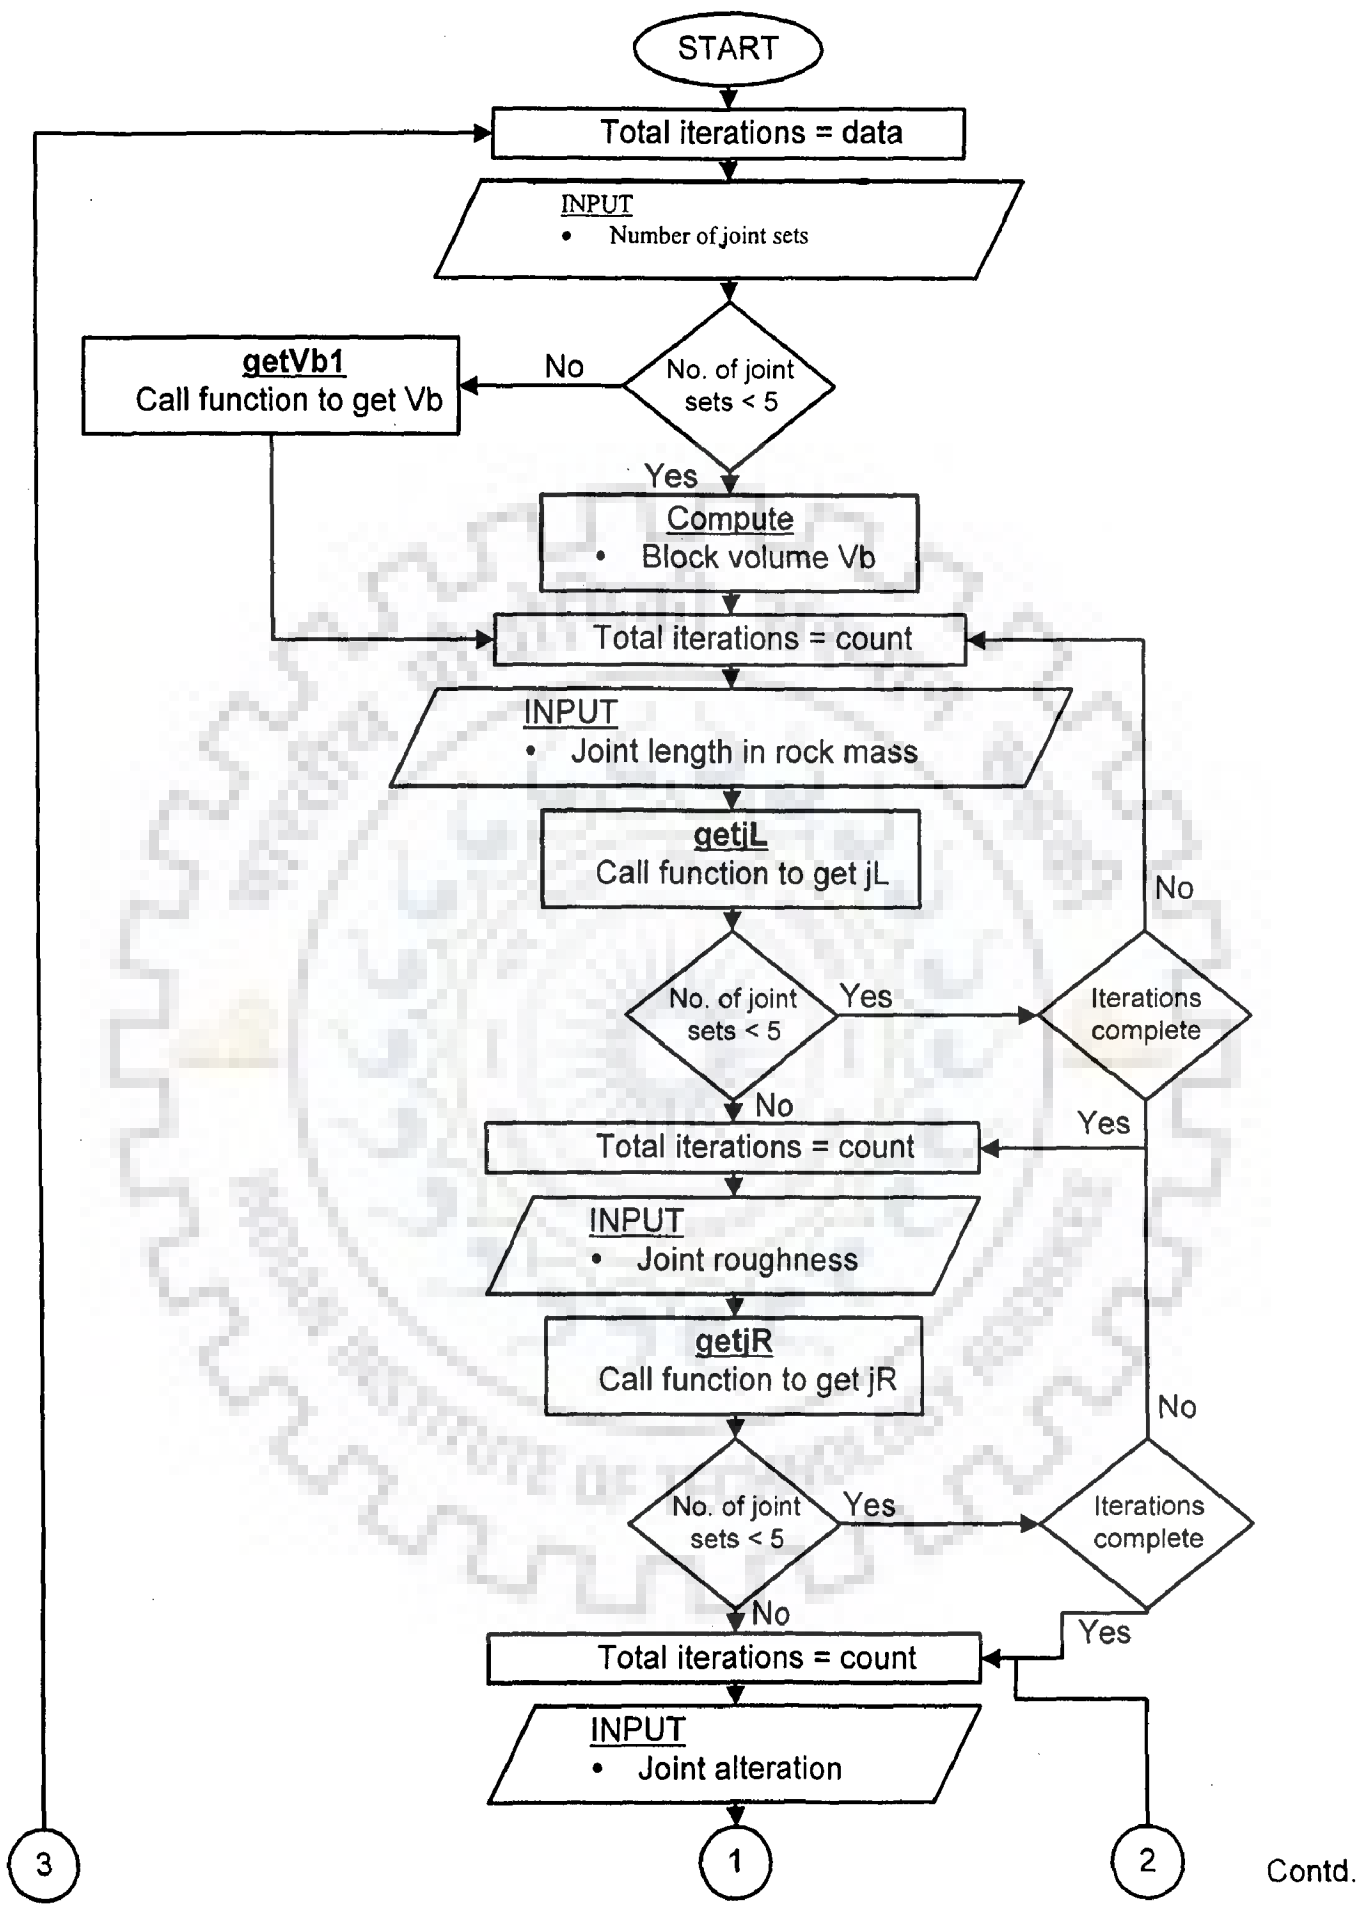 START
Total iterations = data
INPUT
• Number of joint sets
No. of joint
sets < 5
No
getVb1
Call function to get Vb
Yes
Compute
• Block volume Vb
Total iterations = count
INPUT
• Joint length in rock mass
getjL
Call function to get jL
No
No. of joint
sets < 5
Yes
Iterations
complete
No
Yes
Total iterations = count
INPUT
• Joint roughness
getjR
Call function to get jR
No
No. of joint
sets < 5
Yes
Iterations
complete
No
Yes
Total iterations = count
INPUT
• Joint alteration
3
1
2
Contd.